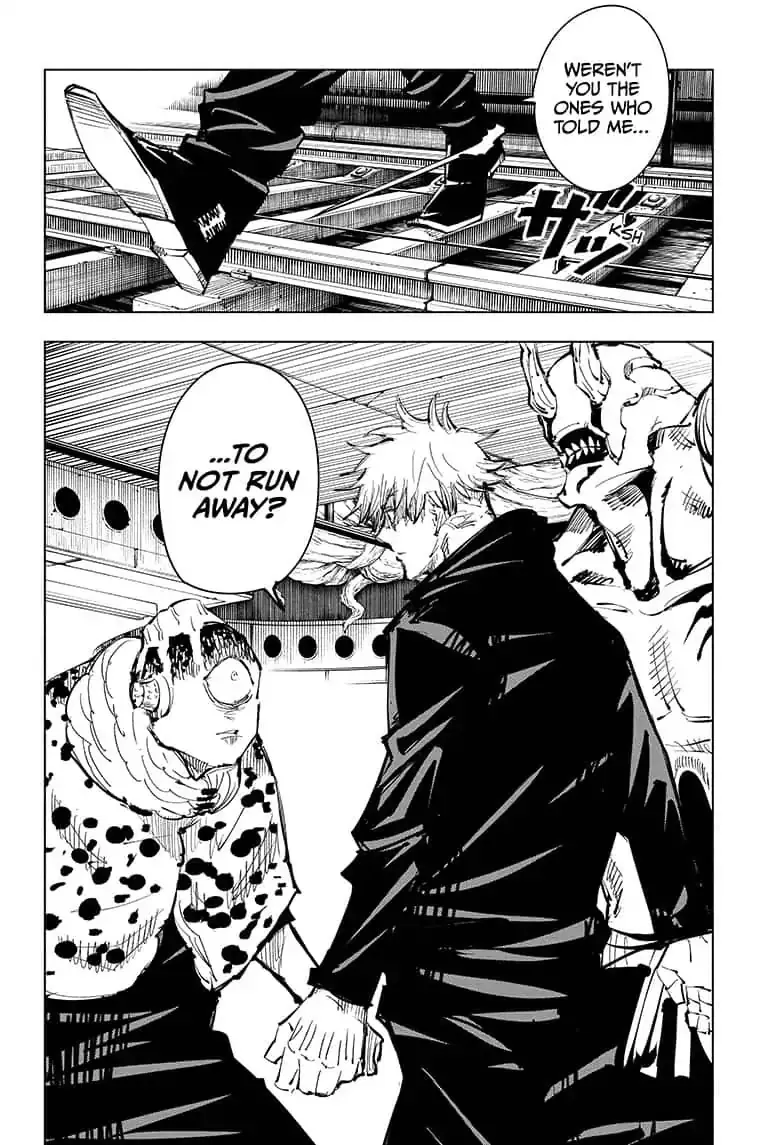 WEREN'T
YOU THE
ONES WHO
TOLD ME...
ザッ
KSH
...TO
NOT RUN
AWAY?